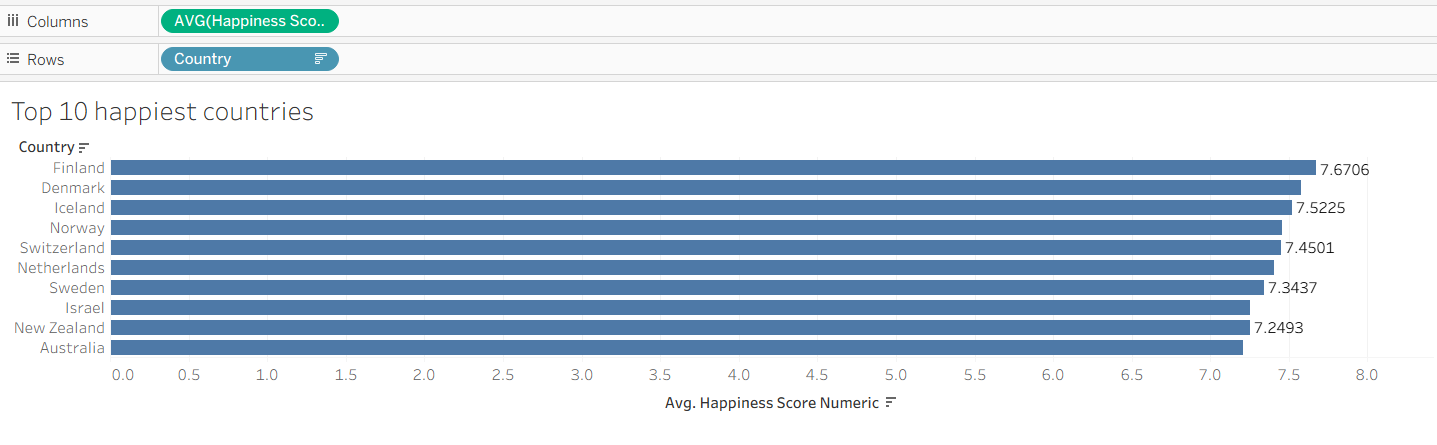 Columns AVG(Happiness Sco..
Rows Country
Top 10 happiest countries
Country
Finland 7.6706
Denmark
Iceland 7.5225
Norway
Switzerland 7.4501
Netherlands
Sweden 7.3437
Israel
New Zealand 7.2493
Australia
0.0 0.5 1.0 1.5 2.0 2.5 3.0 3.5 4.0 4.5 5.0 5.5 6.0 6.5 7.0 7.5 8.0
Avg. Happiness Score Numeric